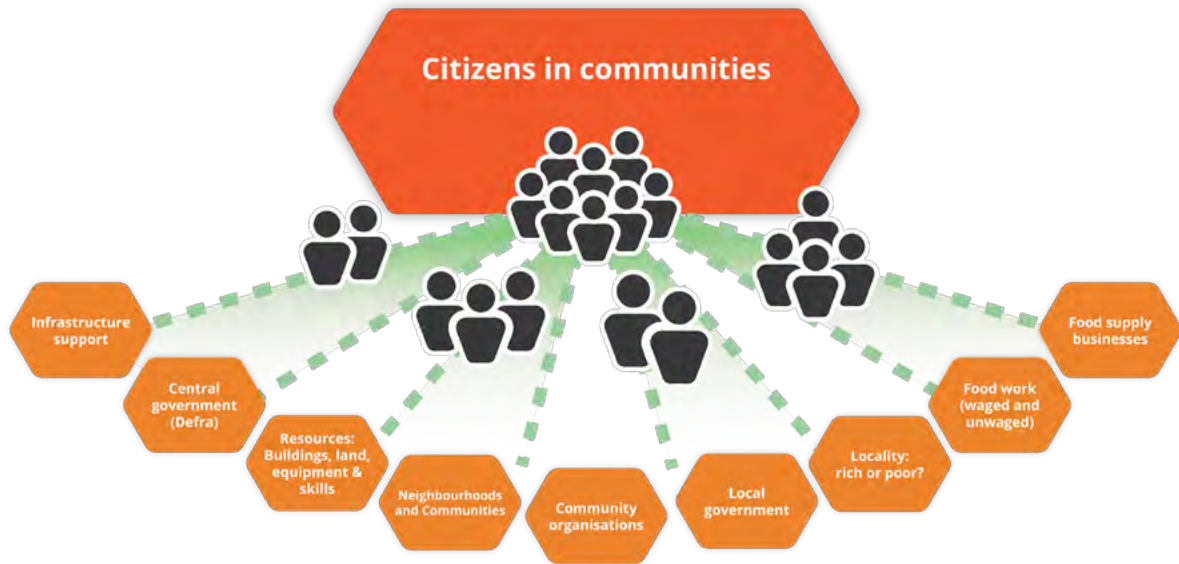 Citizens in communities
Infrastructure
support
Central
government
(Defra)
Resources:
Buildings, land,
equipment &
skills
Neighbourhoods
and Communities
Community
organisations
Local
government
Locality:
rich or poor?
Food work
(waged and
unwaged)
Food supply
businesses